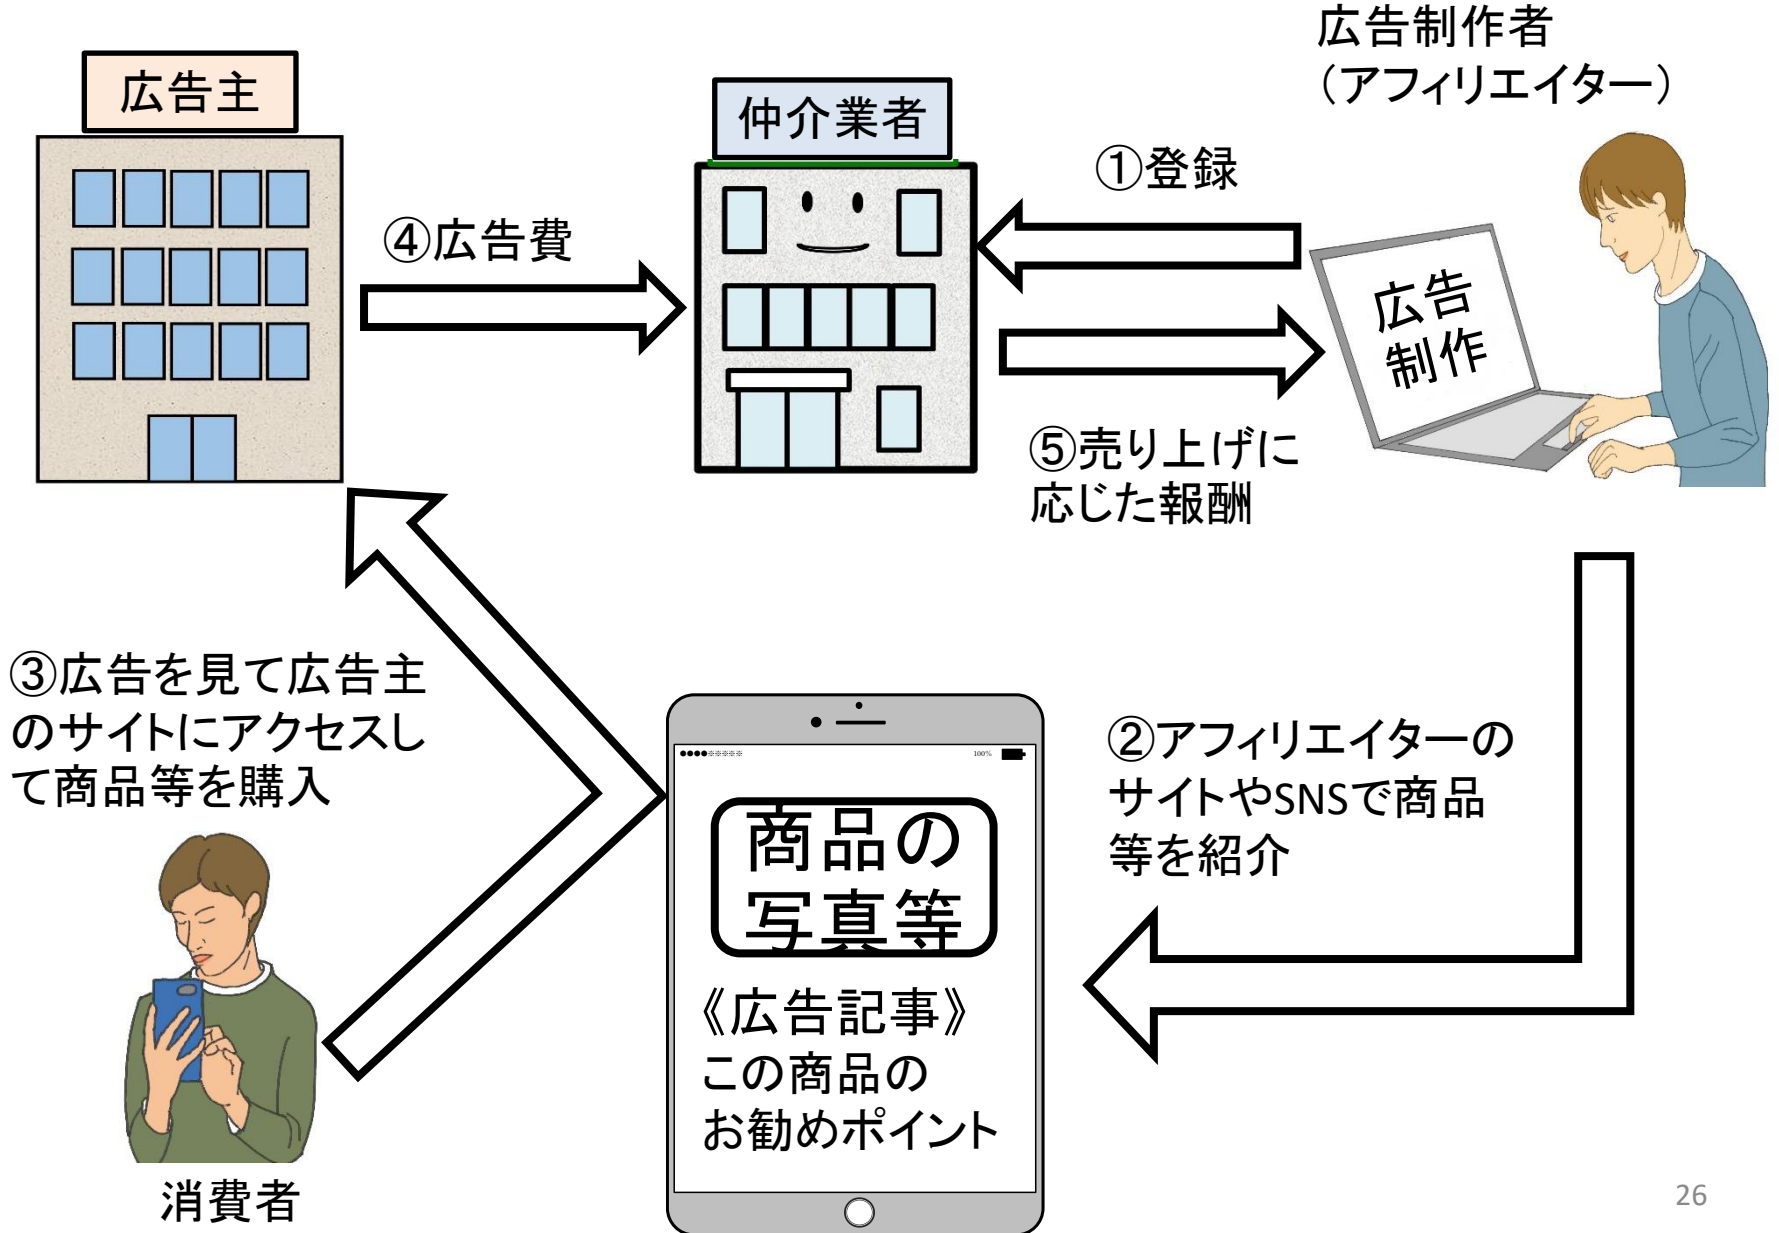 広告制作者
（アフィリエイター）
広告主
仲介業者
①登録
④広告費
広告
制作
⑤売り上げに
応じた報酬
③広告を見て広告主
のサイトにアクセスし
て商品等を購入
②アフィリエイターの
サイトやSNSで商品
等を紹介
●●●●※※※※※
100%
商品の
写真等
《広告記事》
この商品の
お勧めポイント
消費者
26